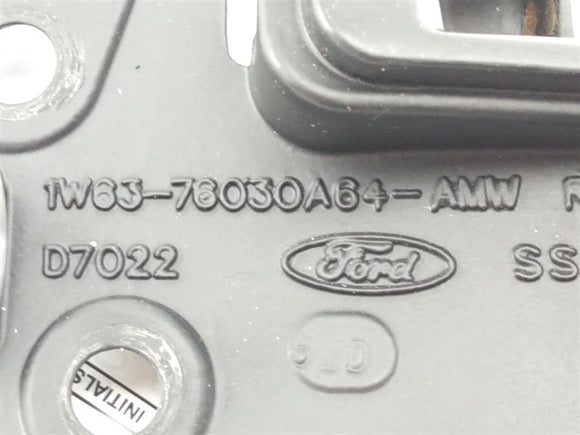 1W63-76030A64-AMW R
D7022 Ford SS
INITIALS